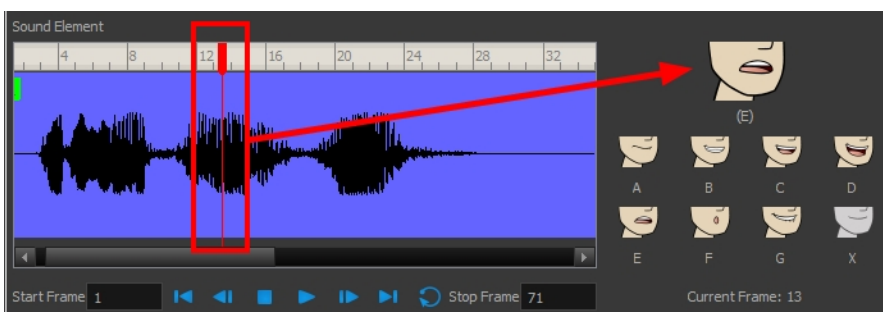 Sound Element
4 8 12 16 20 24 28 32
(E)
A B C D
E F G X
Start Frame 1 Stop Frame 71 Current Frame: 13